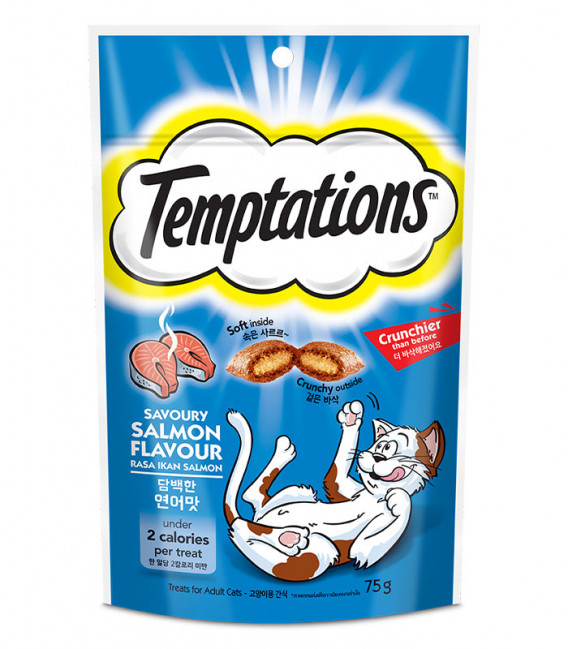 Temptations™
Soft inside
속은 사르르~
Crunchy outside
겉은 바삭
Crunchier
than before
더 바삭해졌어요
SAVOURY
SALMON
FLAVOUR
RASA IKAN SALMON
담백한
연어맛
under
2 calories
per treat
한 알당 2칼로리 미만
Treats for Adult Cats - 고양이용 간식
75g